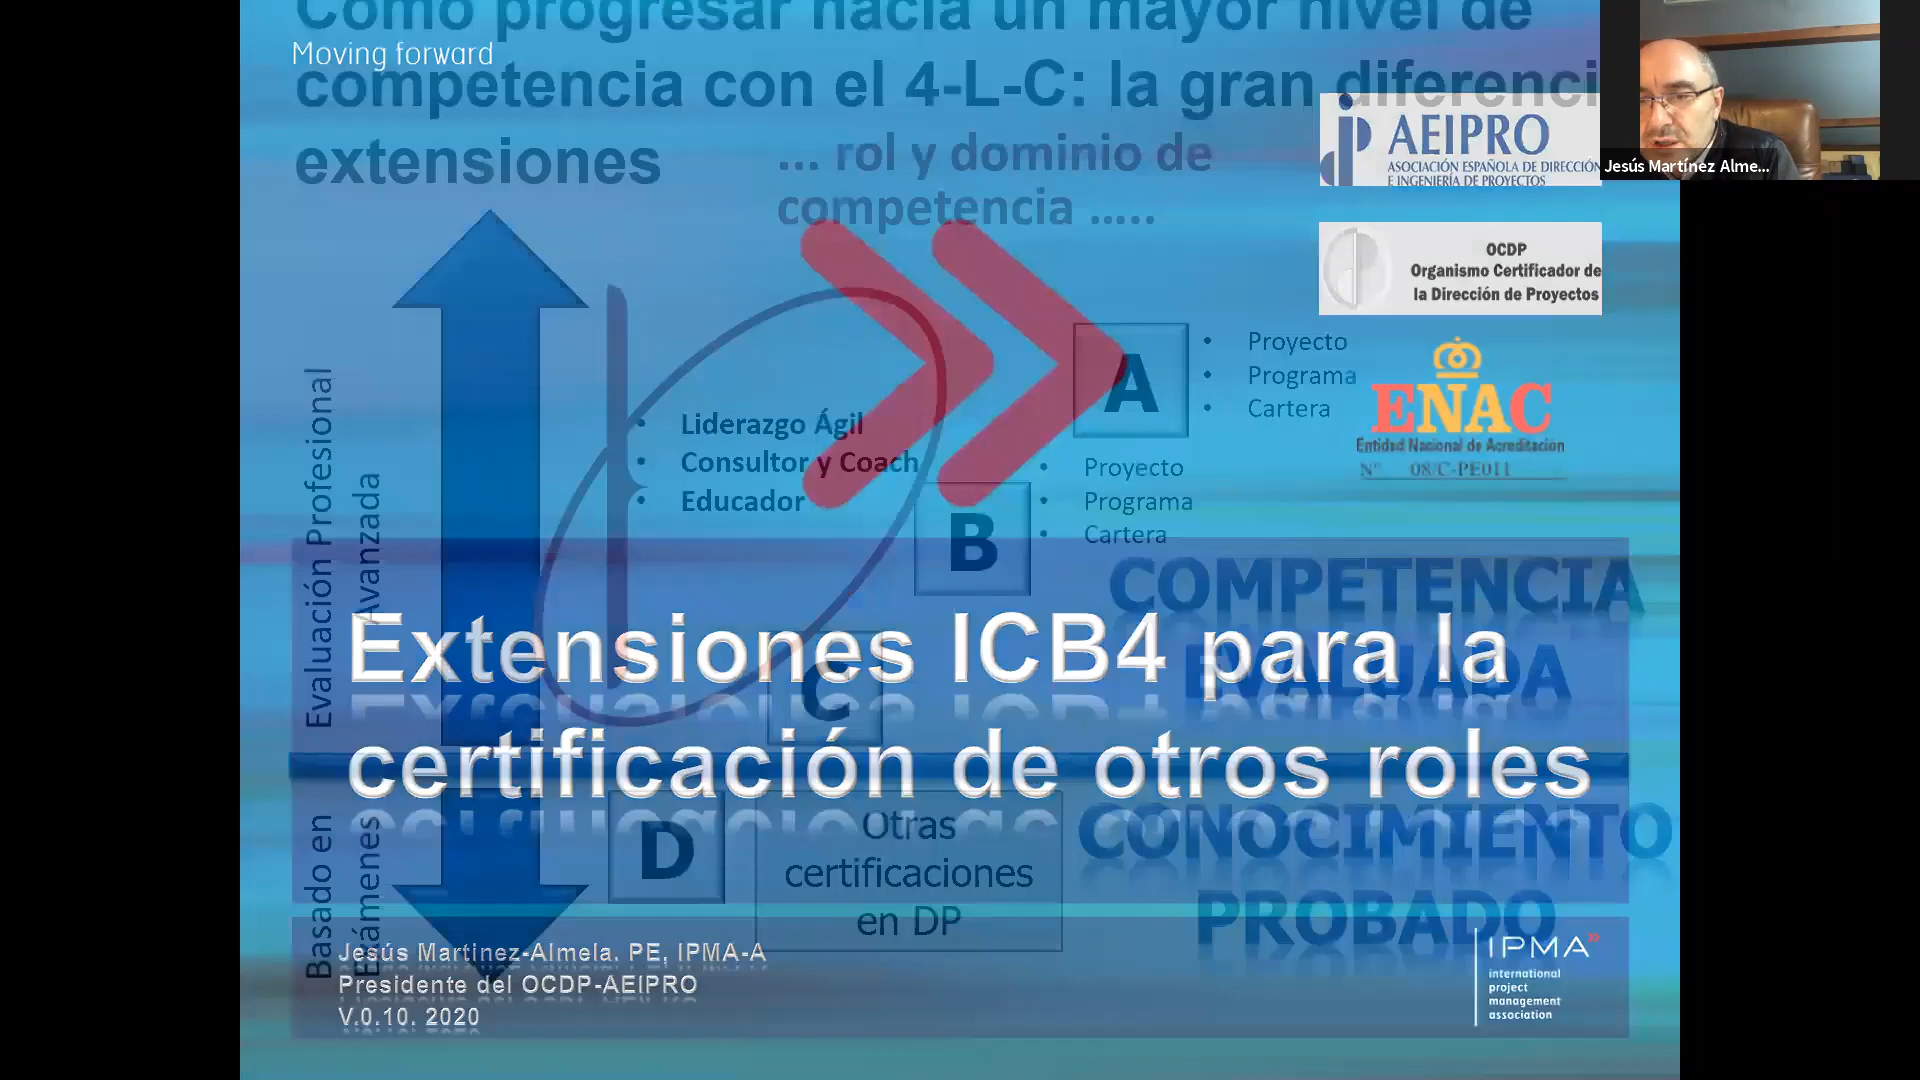 Cómo progresar hacia un mayor nivel de
Moving forward
competencia con el 4-L-C: la gran diferenci
extensiones
... rol y dominio de
competencia .....
AEIPRO
ASOCIACIÓN ESPAÑOLA DE DIRECCIÓN
E INGENIERÍA DE PROYECTOS
Jesús Martínez Alme...
OCDP
Organismo Certificador de
la Dirección de Proyectos
ENAC
Entidad Nacional de Acreditación
Nº 08/C-PE011
A
• Proyecto
• Programa
• Cartera
• Liderazgo Ágil
• Consultor y Coach
• Educador
B
• Proyecto
• Programa
• Cartera
Evaluación Profesional
Avanzada
COMPETENCIA
EVALUADA
C
Extensiones ICB4 para la
certificación de otros roles
Basado en
Exámenes
D
Otras
certificaciones
en DP
CONOCIMIENTO
PROBADO
Jesús Martinez-Almela. PE, IPMA-A
Presidente del OCDP-AEIPRO
V.0.10. 2020
IPMA
international
project
management
association